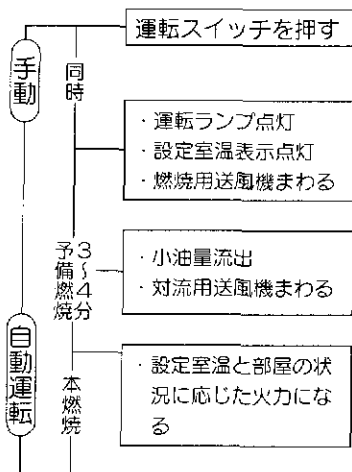 運転スイッチを押す
手動
同時
・運転ランプ点灯
・設定室温表示点灯
・燃焼用送風機まわる
3〜4分
予備燃焼
・小油量流出
・対流用送風機まわる
自動運転
本燃焼
・設定室温と部屋の状
況に応じた火力にな
る